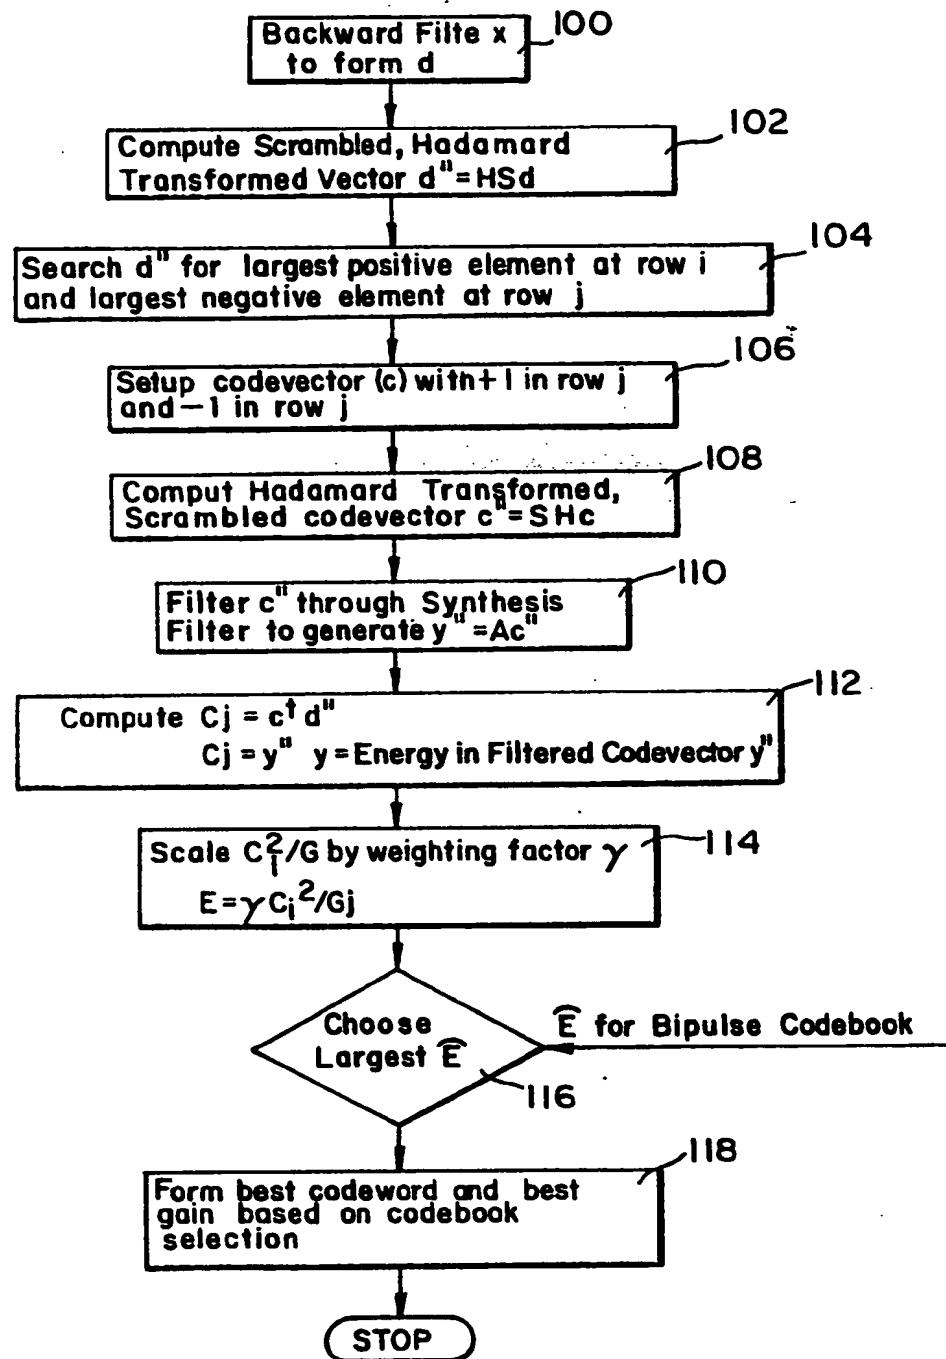 Backward Filte x
to form d
100
Compute Scrambled, Hadamard
Transformed Vector d"=HSd
102
Search d" for largest positive element at row i
and largest negative element at row j
104
Setup codevector (c) with+1 in row j
and-1 in row j
106
Comput Hadamard Transformed,
Scrambled codevector c"=SHc
108
Filter c" through Synthesis
Filter to generate y"=Ac"
110
Compute Cj = c† d"
Cj = y" y = Energy in Filtered Codevector y"
112
Scale Ci²/G by weighting factor γ
E=γCi²/Gj
114
Choose
Largest Ê
116
Ê for Bipulse Codebook
Form best codeword and best
gain based on codebook
selection
118
STOP